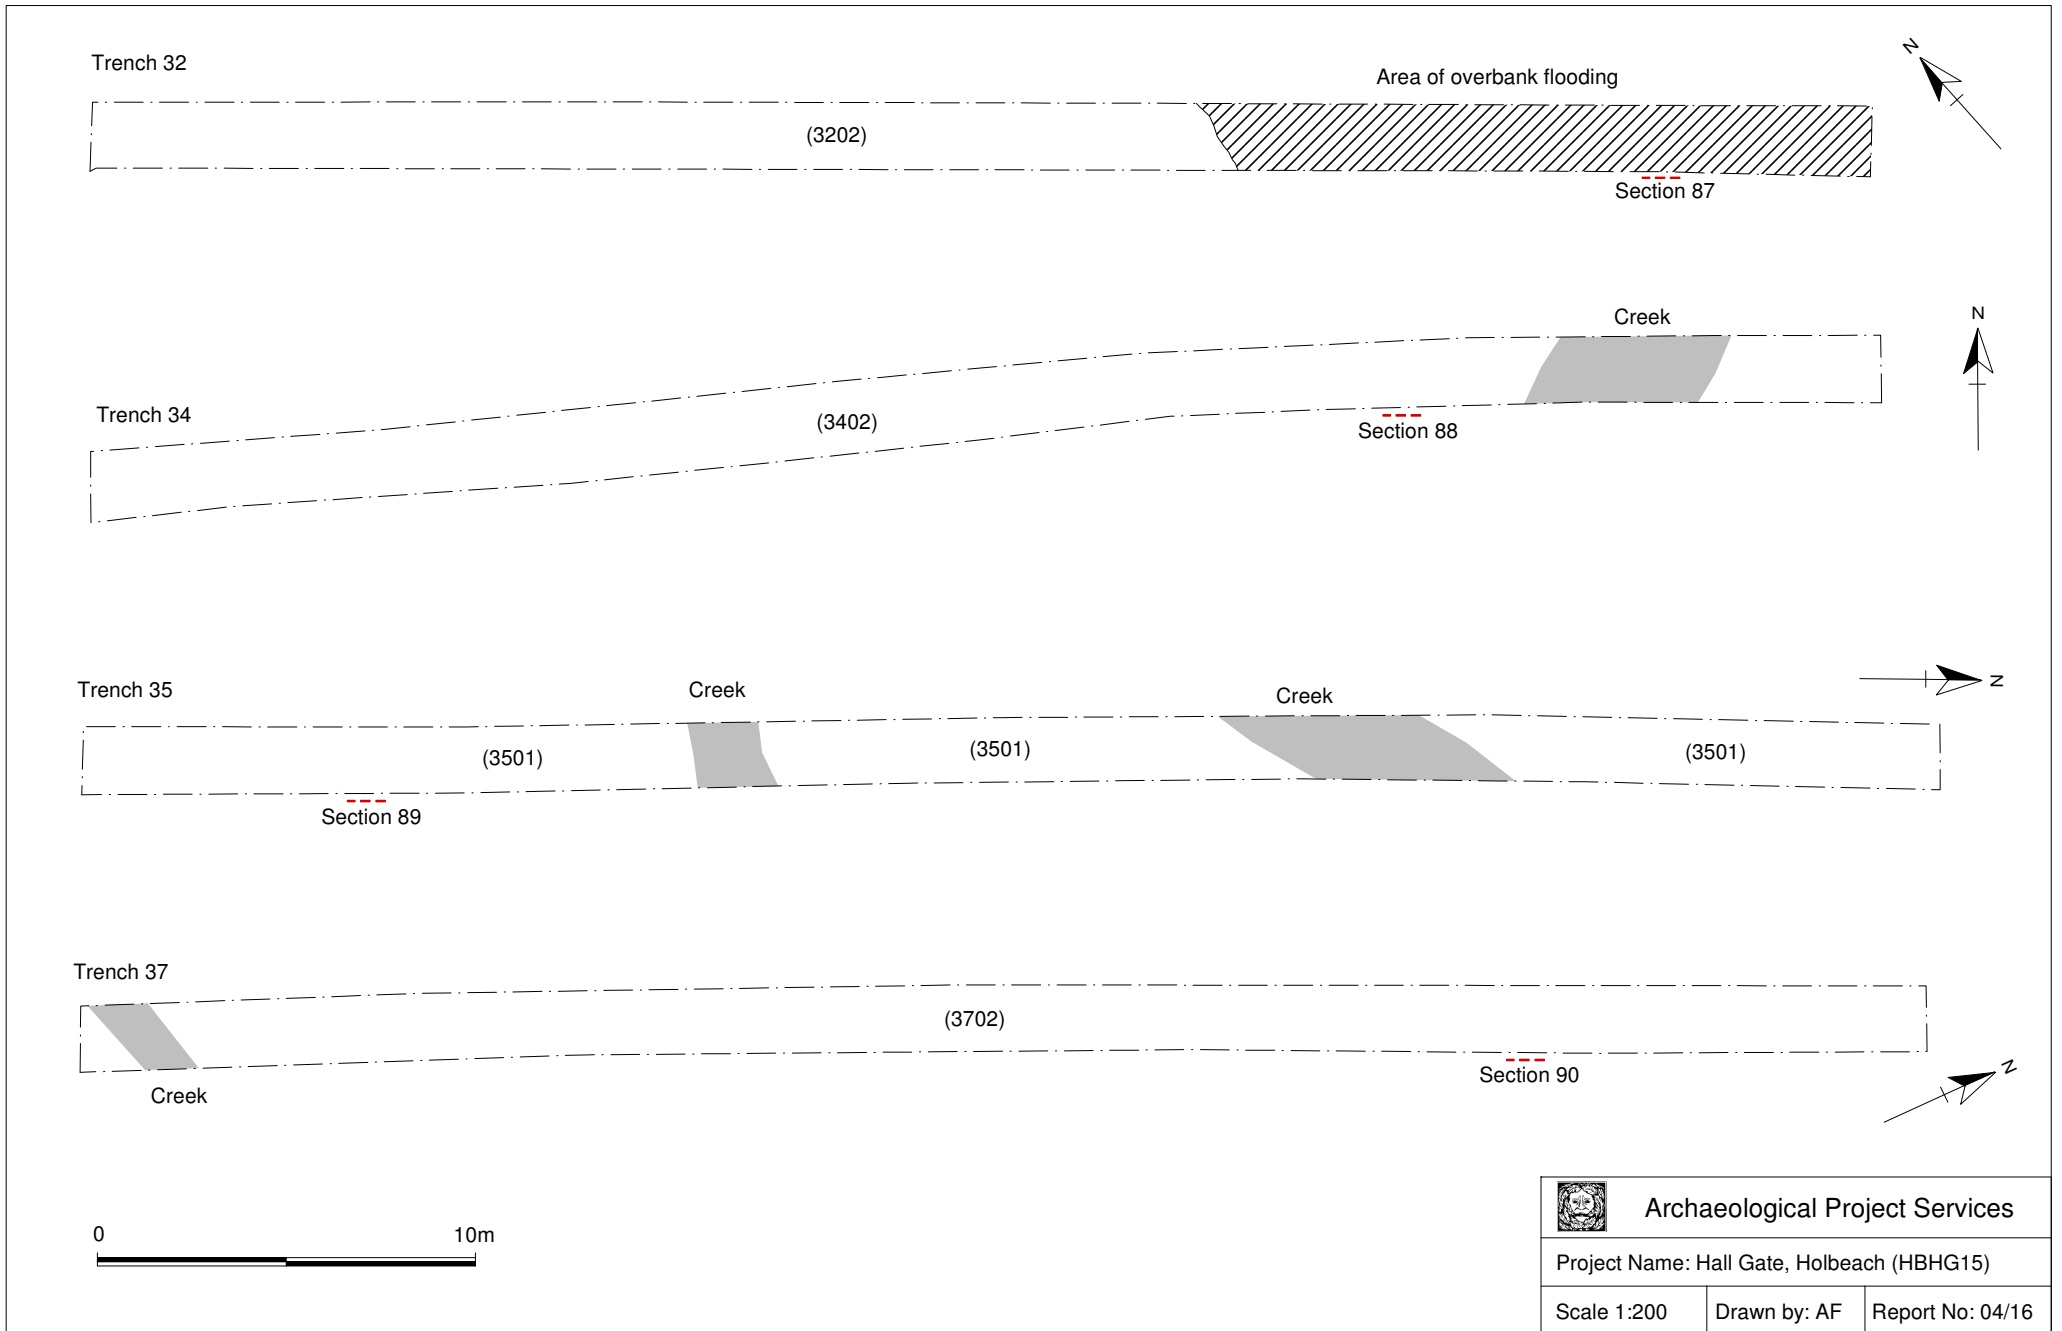 Trench 32
Area of overbank flooding
N
(3202)
Section 87
Creek
N
Trench 34
(3402)
Section 88
Trench 35
Creek
Creek
N
(3501)
(3501)
(3501)
Section 89
Trench 37
(3702)
Creek
Section 90
N
0 10m
Archaeological Project Services
Project Name: Hall Gate, Holbeach (HBHG15)
Scale 1:200 Drawn by: AF Report No: 04/16